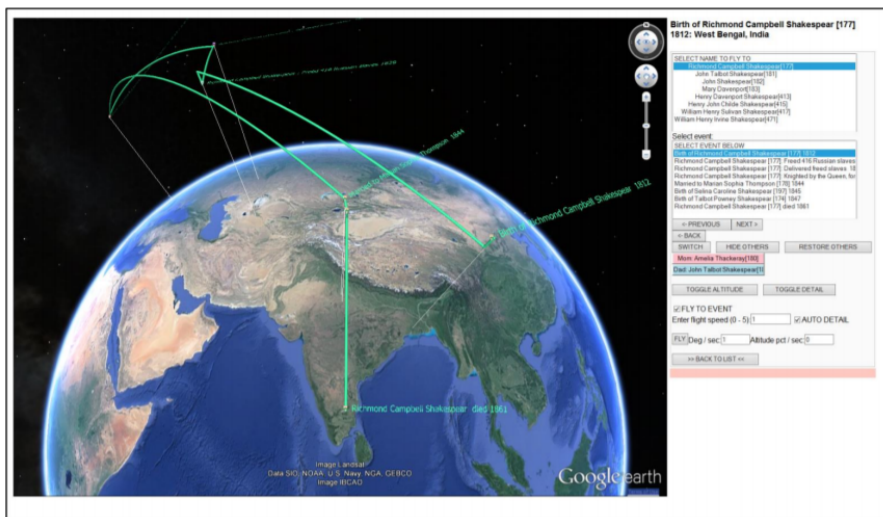 Thompson 1844
Birth of Richmond Campbell Shakespear 1812
Richmond Campbell Shakespear died 1861
Image Landsat
Data SIO, NOAA, U.S. Navy, NGA, GEBCO
Image IBCAO
Google earth
Birth of Richmond Campbell Shakespear [177]
1812: West Bengal, India
SELECT NAME TO FLY TO
Richmond Campbell Shakespear[177]
John Talbot Shakespear[181]
John Shakespear[182]
Mary Davenport[183]
Henry Davenport Shakespear[413]
Henry John Childe Shakespear[415]
William Henry Sulivan Shakespear[417]
William Henry Irvine Shakespear[471]
Select event:
SELECT EVENT BELOW
Birth of Richmond Campbell Shakespear [177] 1812
Richmond Campbell Shakespear [177] Freed 416 Russian slaves
Richmond Campbell Shakespear [177] Delivered freed slaves 18
Richmond Campbell Shakespear [177] Knighted by the Queen, for
Married to Marian Sophia Thompson [178] 1844
Birth of Selina Caroline Shakespear [197] 1845
Birth of Talbot Powney Shakespear [174] 1847
Richmond Campbell Shakespear [177] died 1861
< PREVIOUS NEXT >
<- BACK
SWITCH HIDE OTHERS RESTORE OTHERS
Mom: Amelia Thackeray[180]
Dad: John Talbot Shakespear[18
TOGGLE ALTITUDE TOGGLE DETAIL
FLY TO EVENT
Enter flight speed (0 - 5): 1 AUTO DETAIL
FLY Deg / sec: 1 Altitude pct / sec: 0
>> BACK TO LIST <<